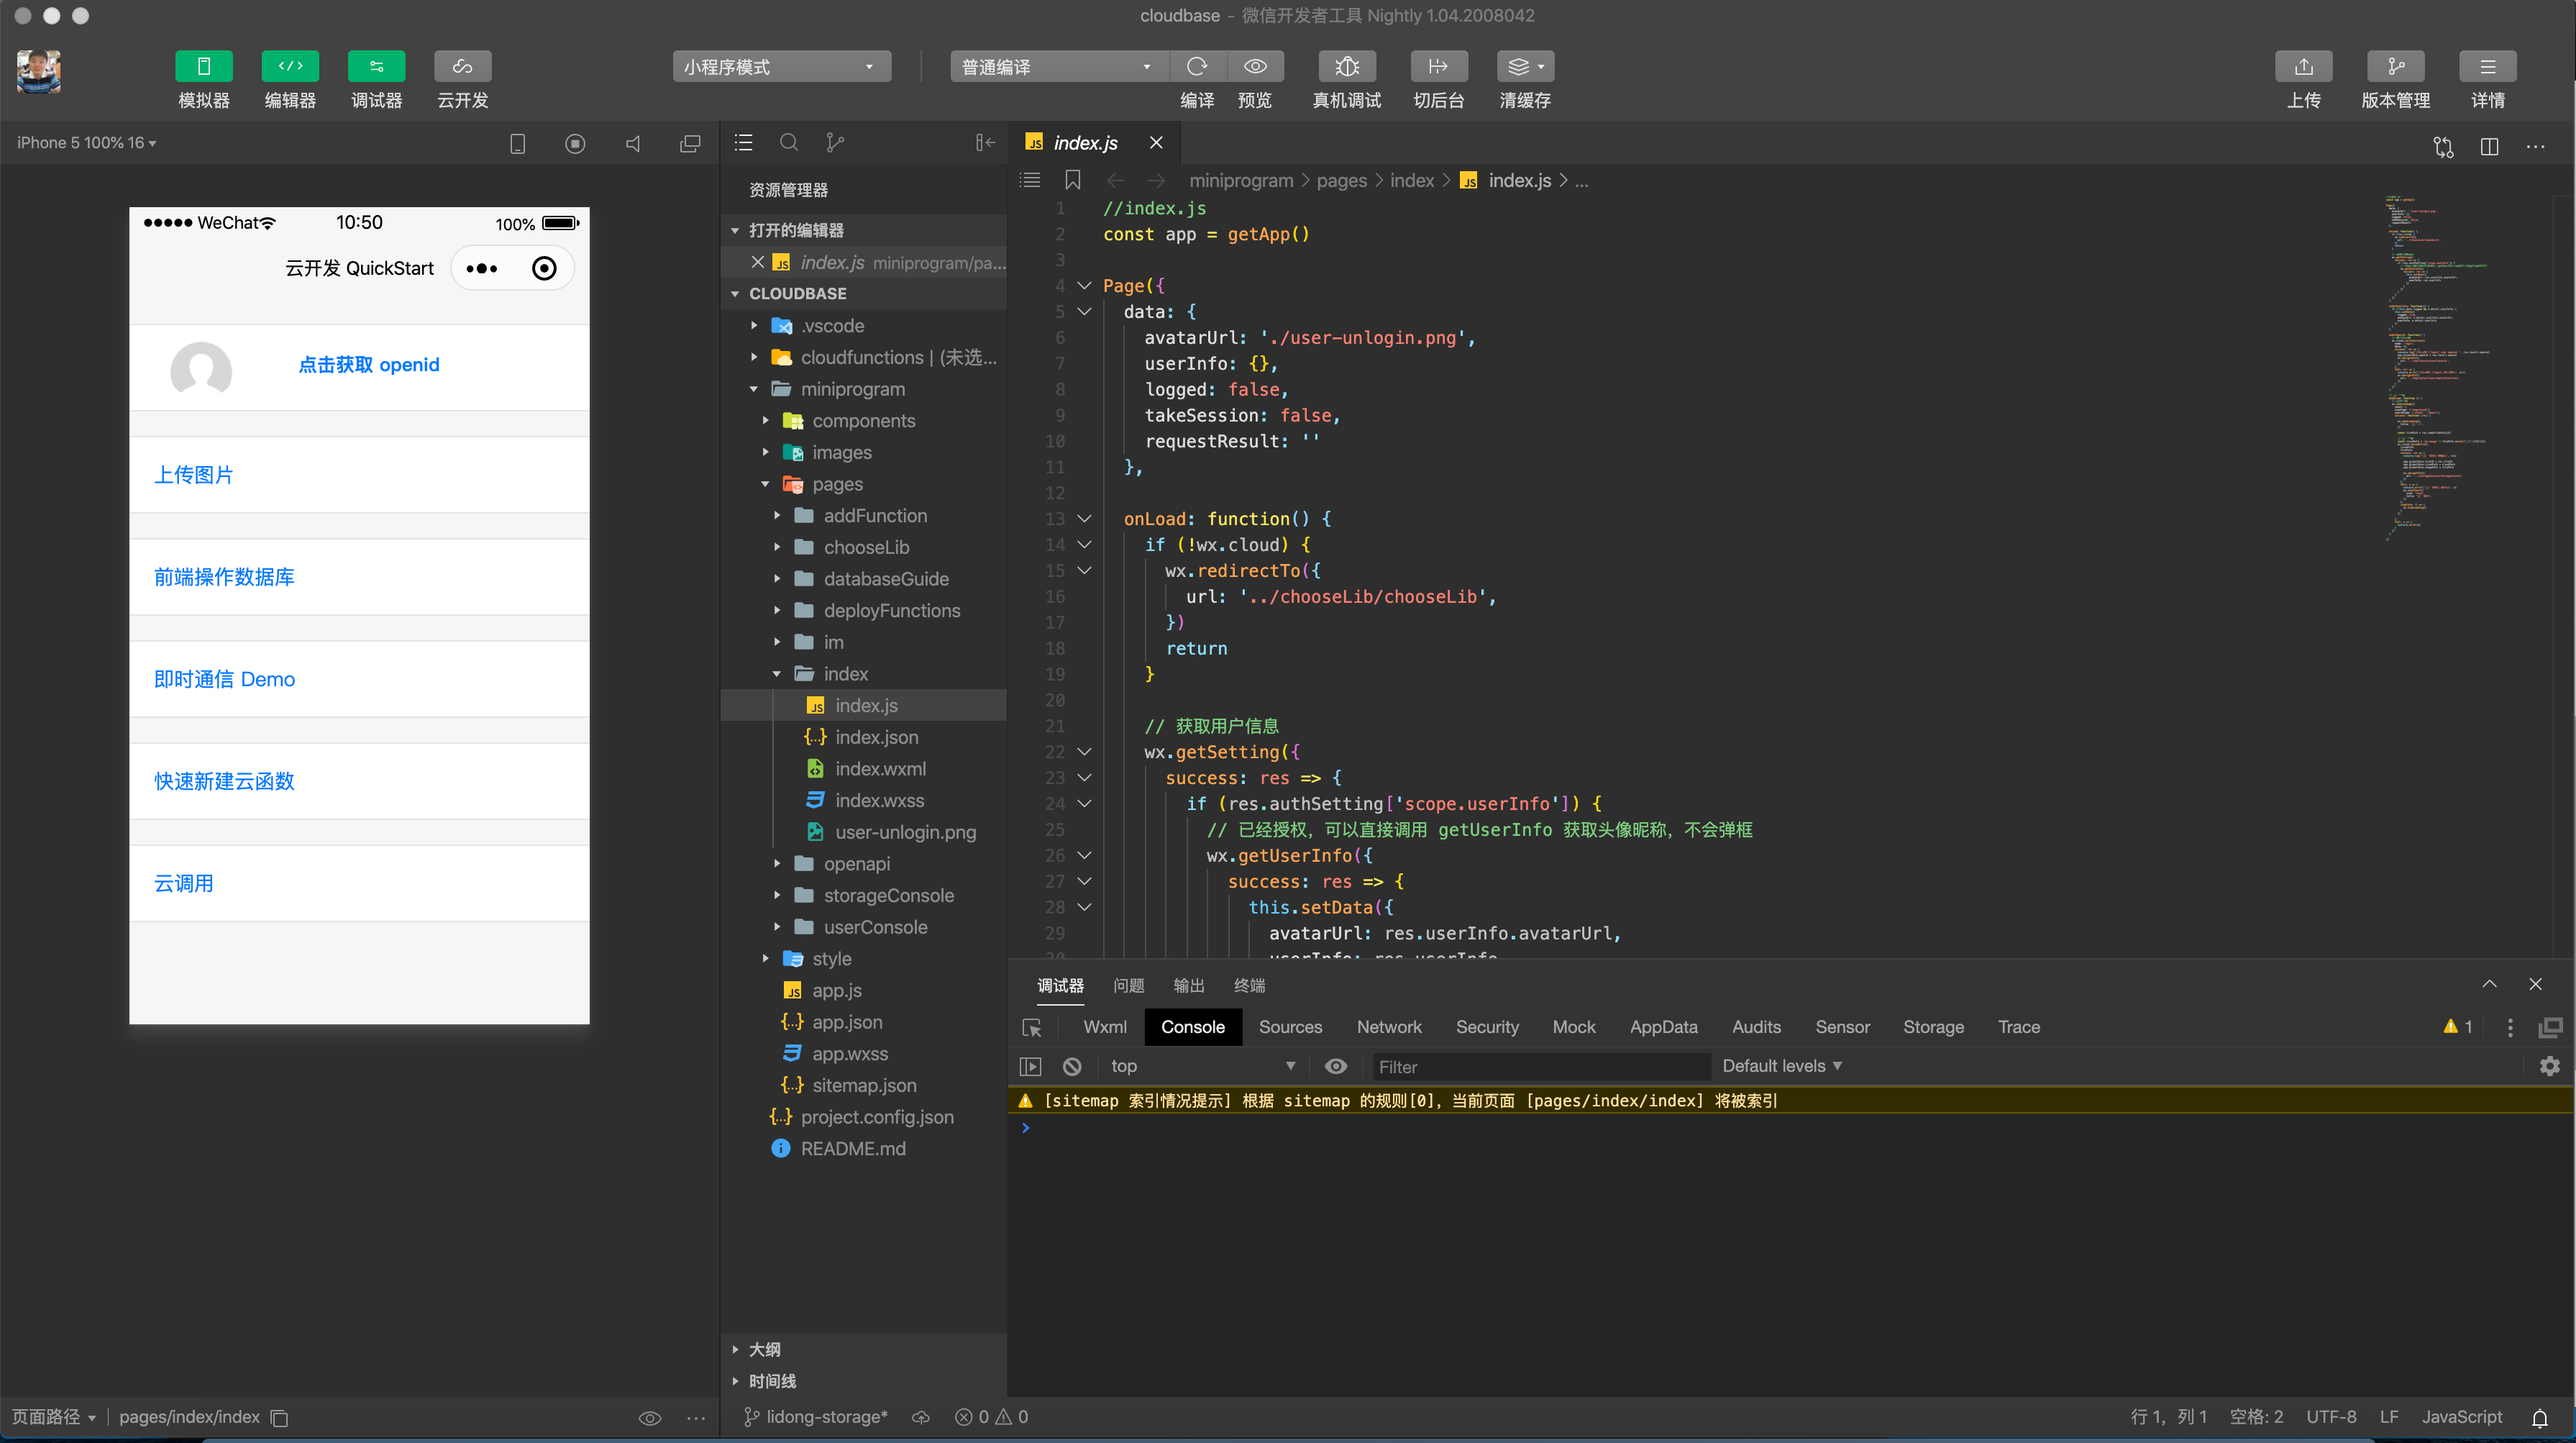 cloudbase - 微信开发者工具 Nightly 1.04.2008042
模拟器 编辑器 调试器 云开发
小程序模式
普通编译
编译 预览 真机调试 切后台 清缓存
上传 版本管理 详情
iPhone 5 100% 16
WeChat 10:50 100%
云开发 QuickStart
点击获取 openid
上传图片
前端操作数据库
即时通信 Demo
快速新建云函数
云调用
页面路径 pages/index/index
资源管理器
打开的编辑器
JS index.js miniprogram/pa...
CLOUDBASE
.vscode
cloudfunctions | (未选...
miniprogram
components
images
pages
addFunction
chooseLib
databaseGuide
deployFunctions
im
index
JS index.js
{..} index.json
index.wxml
index.wxss
user-unlogin.png
openapi
storageConsole
userConsole
style
JS app.js
{..} app.json
app.wxss
{..} sitemap.json
{..} project.config.json
README.md
大纲
时间线
lidong-storage* 0 0
JS index.js
miniprogram > pages > index > JS index.js > ...
1 //index.js
2 const app = getApp()
3
4 Page({
5 data: {
6 avatarUrl: './user-unlogin.png',
7 userInfo: {},
8 logged: false,
9 takeSession: false,
10 requestResult: ''
11 },
12
13 onLoad: function() {
14 if (!wx.cloud) {
15 wx.redirectTo({
16 url: '../chooseLib/chooseLib',
17 })
18 return
19 }
20
21 // 获取用户信息
22 wx.getSetting({
23 success: res => {
24 if (res.authSetting['scope.userInfo']) {
25 // 已经授权，可以直接调用 getUserInfo 获取头像昵称，不会弹框
26 wx.getUserInfo({
27 success: res => {
28 this.setData({
29 avatarUrl: res.userInfo.avatarUrl,
30 userInfo: res.userInfo
调试器 问题 输出 终端
Wxml Console Sources Network Security Mock AppData Audits Sensor Storage Trace 1
top Filter Default levels
[sitemap 索引情况提示] 根据 sitemap 的规则[0]，当前页面 [pages/index/index] 将被索引
>
行 1，列 1 空格: 2 UTF-8 LF JavaScript